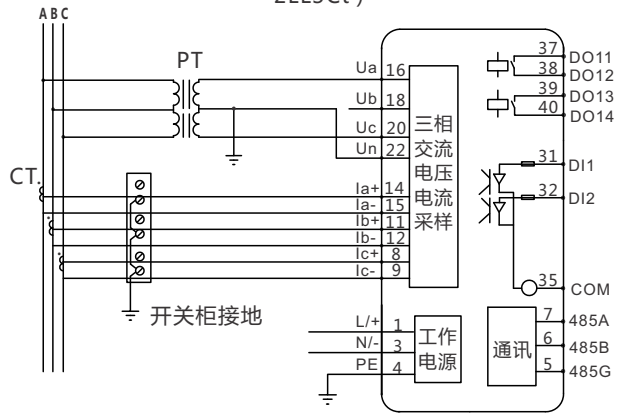 2LL3CL )
A B C
PT
CT.
Ua 16
Ub 18
Uc 20
Un 22
三相
交流
电压
电流
采样
Ia+ 14
Ia- 15
Ib+ 11
Ib- 12
Ic+ 8
Ic- 9
开关柜接地
L/+ 1
N/- 3
PE 4
工作
电源
37 DO11
38 DO12
39 DO13
40 DO14
31 DI1
32 DI2
35 COM
通讯
7 485A
6 485B
5 485G